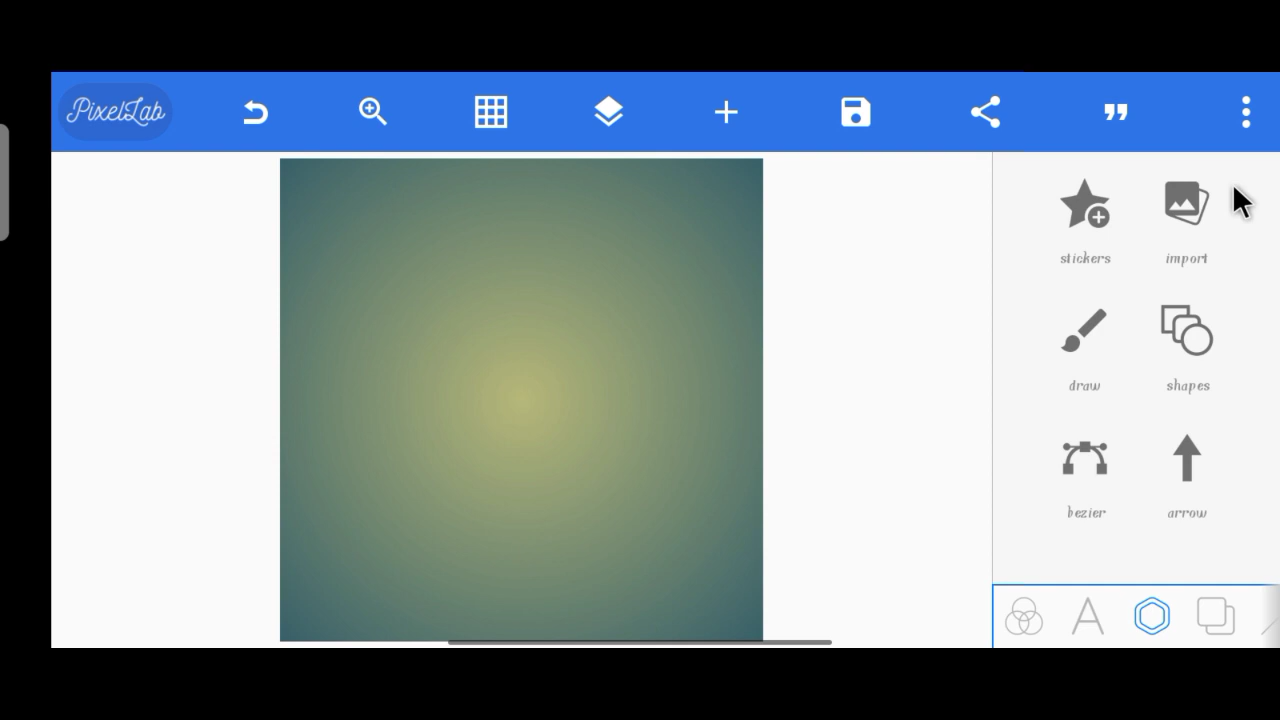 PixelLab
stickers
import
draw
shapes
bezier
arrow